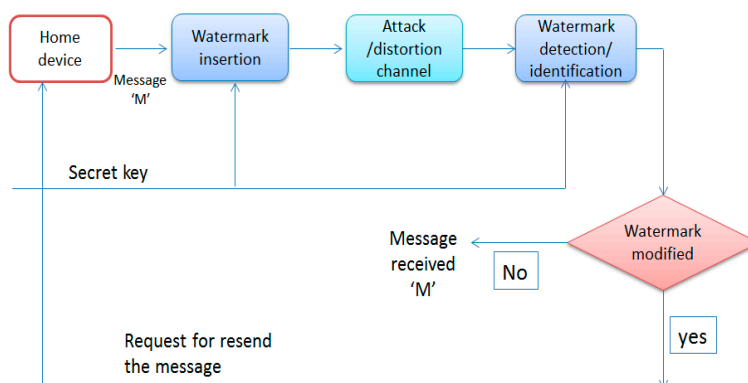 Home
device
Message
‘M’
Watermark
insertion
Attack
/distortion
channel
Watermark
detection/
identification
Secret key
Watermark
modified
Message
received
‘M’
No
yes
Request for resend
the message